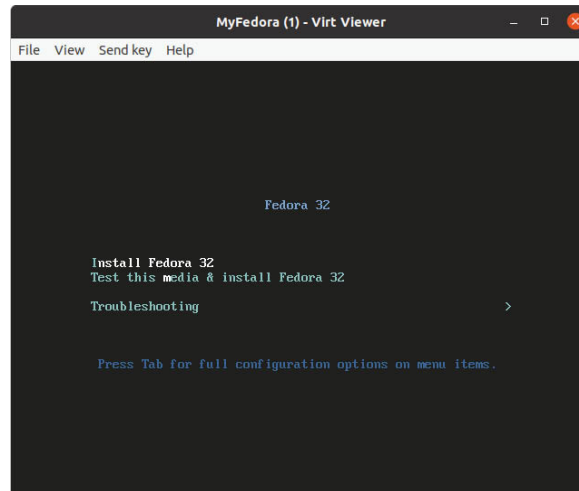 MyFedora (1) - Virt Viewer
File View Send key Help
Fedora 32
Install Fedora 32
Test this media & install Fedora 32
Troubleshooting >
Press Tab for full configuration options on menu items.